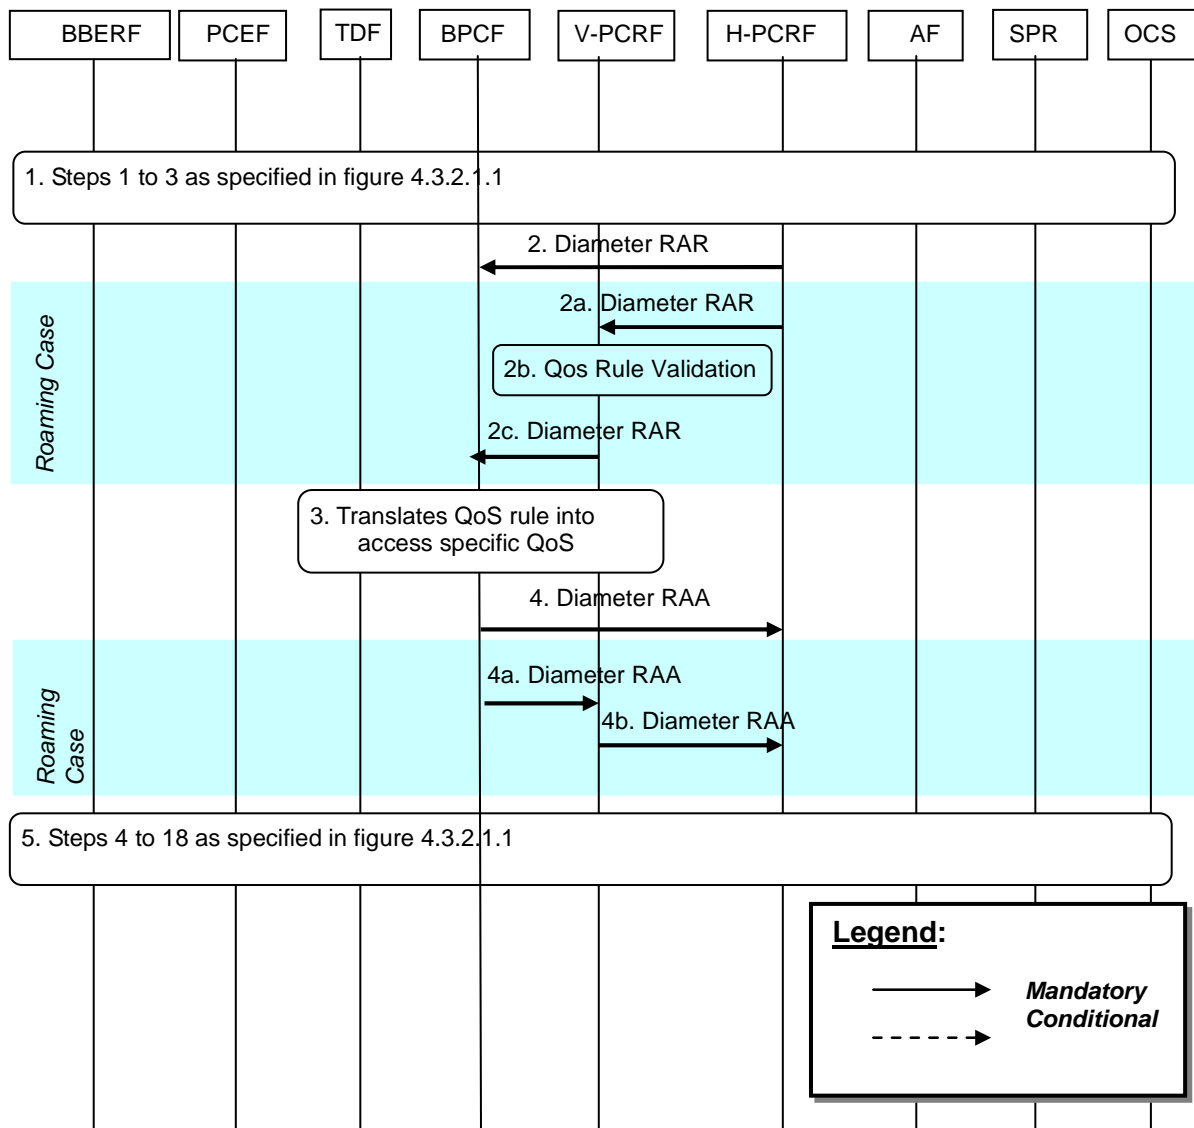 BBERF PCEF TDF BPCF V-PCRF H-PCRF AF SPR OCS
1. Steps 1 to 3 as specified in figure 4.3.2.1.1
2. Diameter RAR
Roaming Case
2a. Diameter RAR
2b. Qos Rule Validation
2c. Diameter RAR
3. Translates QoS rule into
access specific QoS
4. Diameter RAA
Roaming
Case
4a. Diameter RAA
4b. Diameter RAA
5. Steps 4 to 18 as specified in figure 4.3.2.1.1
Legend:
Mandatory
Conditional